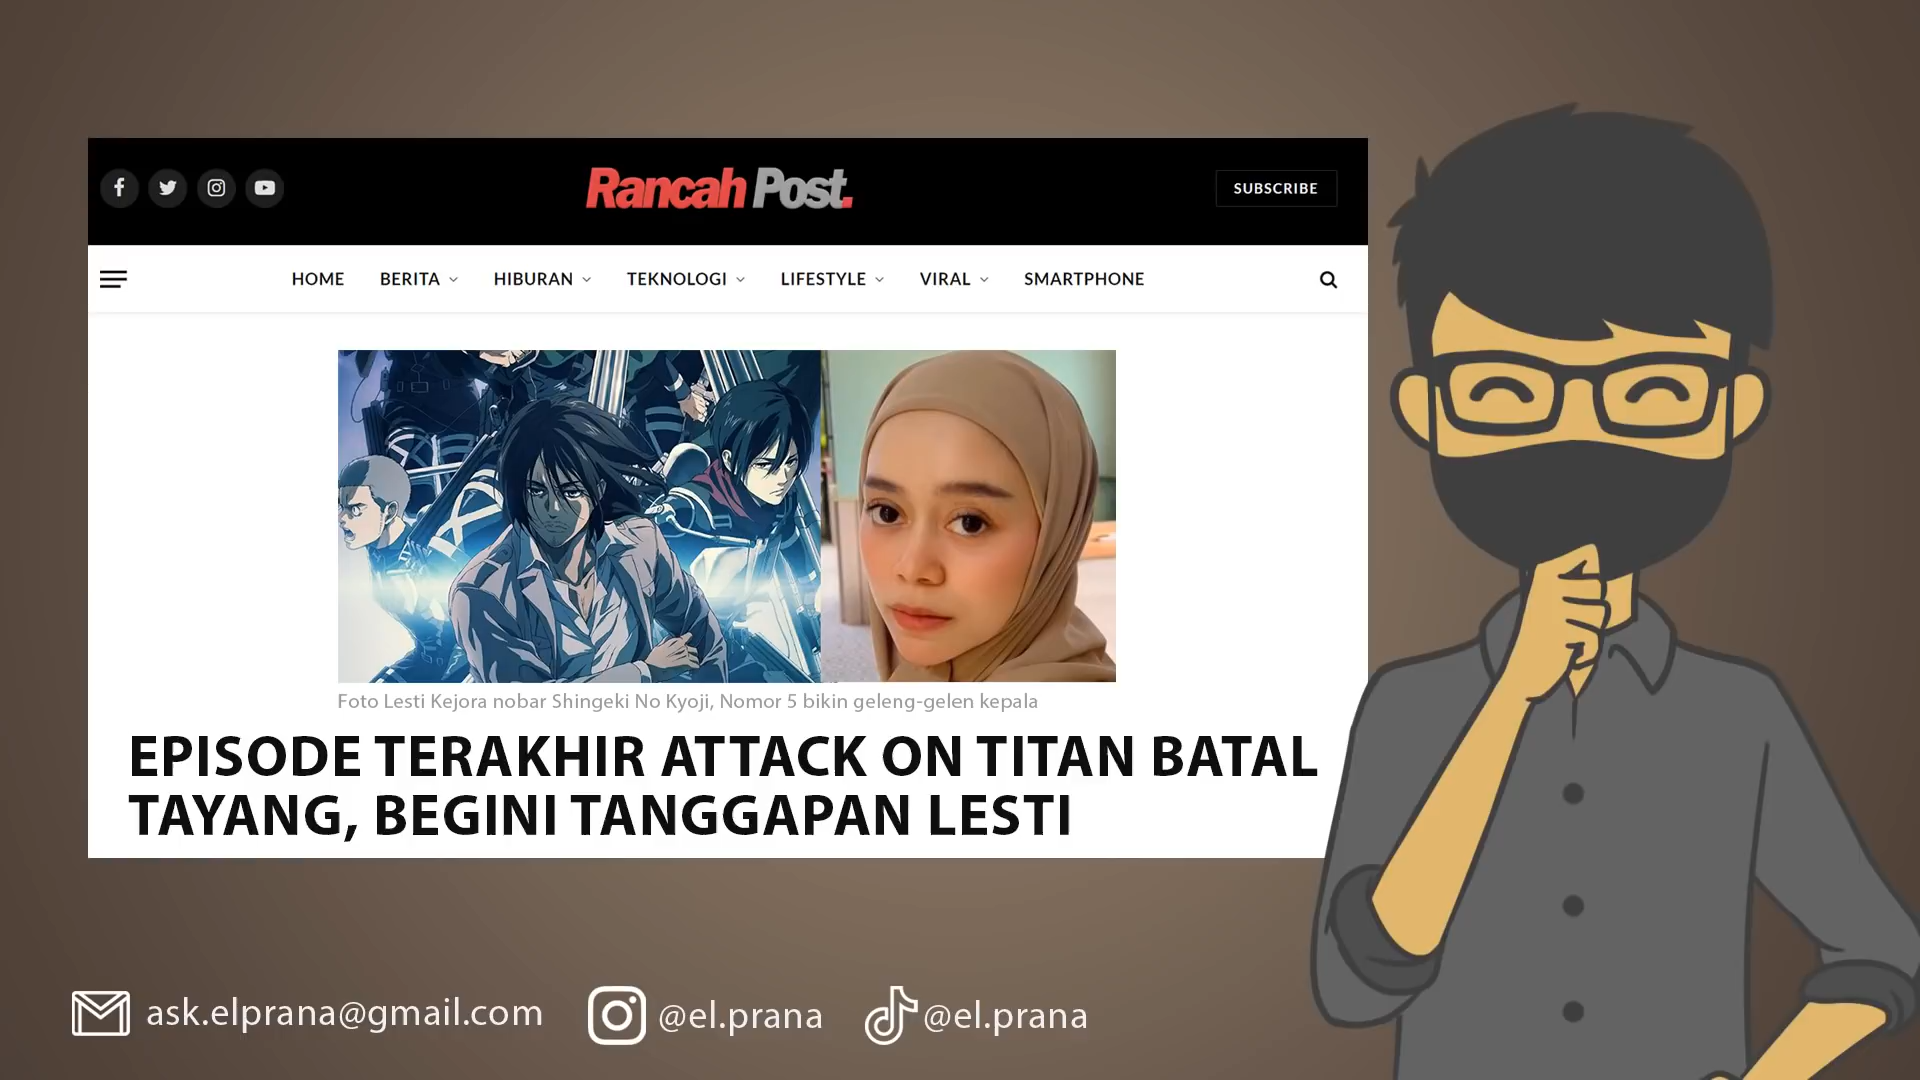 Rancah Post.
SUBSCRIBE
HOME BERITA HIBURAN TEKNOLOGI LIFESTYLE VIRAL SMARTPHONE
Foto Lesti Kejora nobar Shingeki No Kyoji, Nomor 5 bikin geleng-gelen kepala
EPISODE TERAKHIR ATTACK ON TITAN BATAL
TAYANG, BEGINI TANGGAPAN LESTI
ask.elprana@gmail.com @el.prana @el.prana